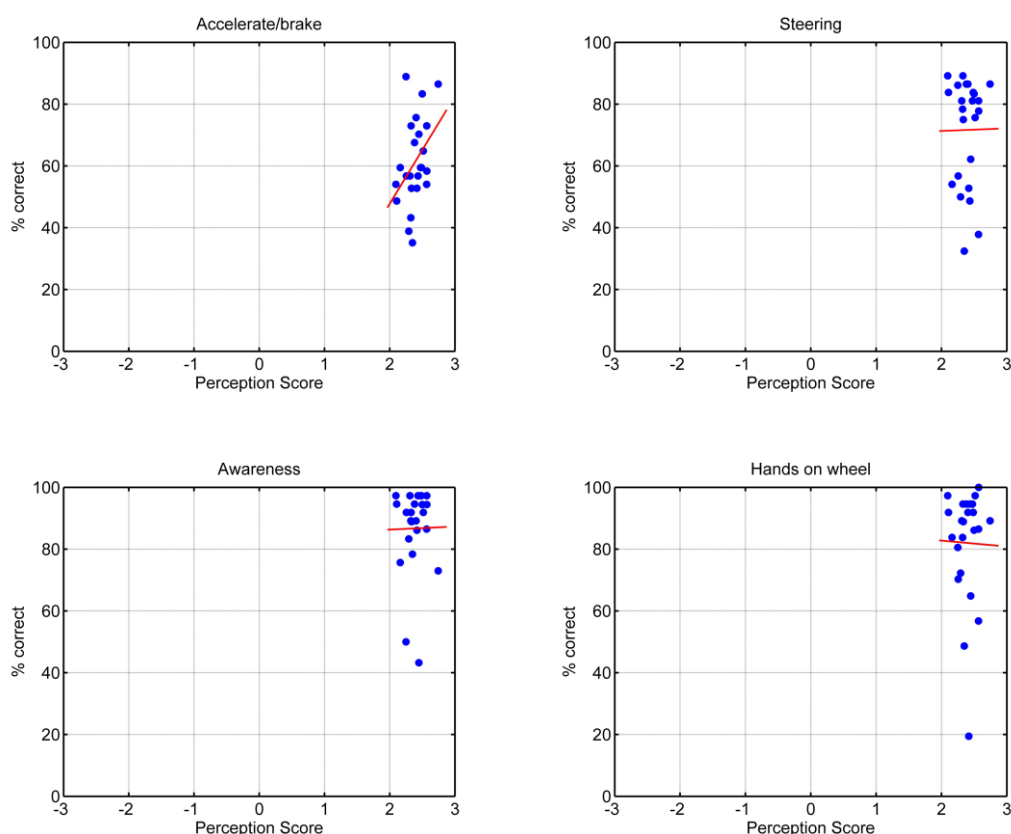 Accelerate/brake
100
80
60
40
20
0
% correct
-3 -2 -1 0 1 2 3
Perception Score
Steering
100
80
60
40
20
0
% correct
-3 -2 -1 0 1 2 3
Perception Score
Awareness
100
80
60
40
20
0
% correct
-3 -2 -1 0 1 2 3
Perception Score
Hands on wheel
100
80
60
40
20
0
% correct
-3 -2 -1 0 1 2 3
Perception Score